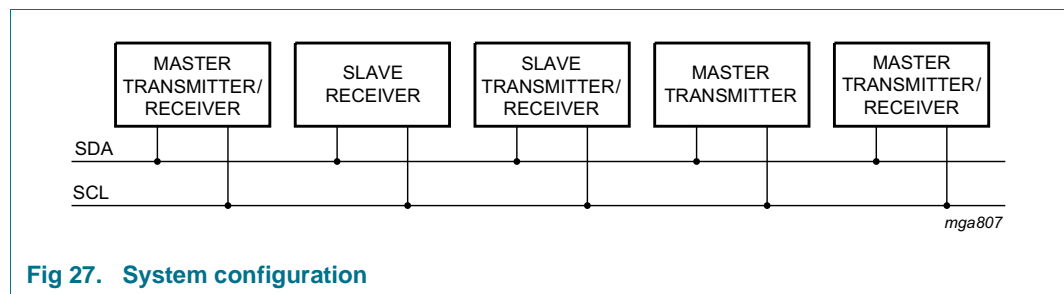 MASTER
TRANSMITTER/
RECEIVER
SLAVE
RECEIVER
SLAVE
TRANSMITTER/
RECEIVER
MASTER
TRANSMITTER
MASTER
TRANSMITTER/
RECEIVER
SDA
SCL
mga807
Fig 27. System configuration